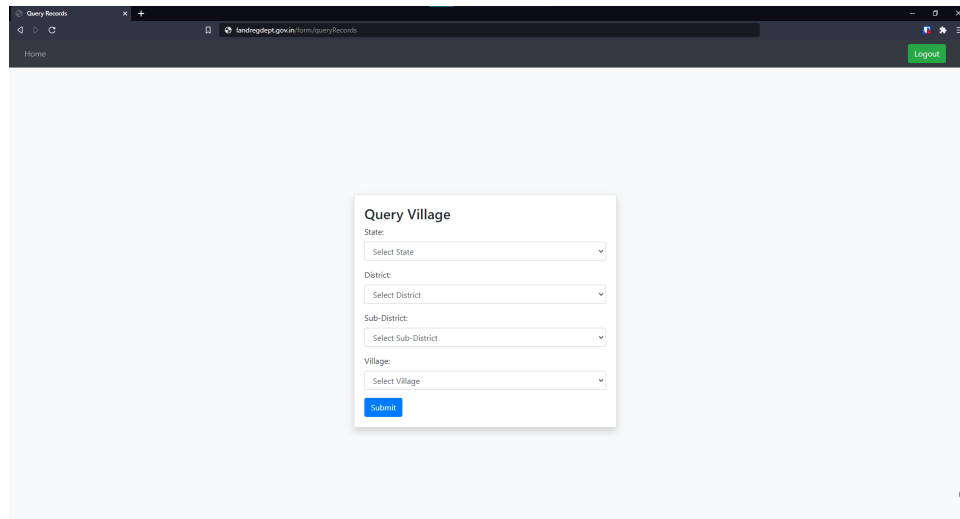 Query Records
landregdept.gov.in/form/queryRecords
Home
Logout
Query Village
State:
Select State
District:
Select District
Sub-District:
Select Sub-District
Village:
Select Village
Submit